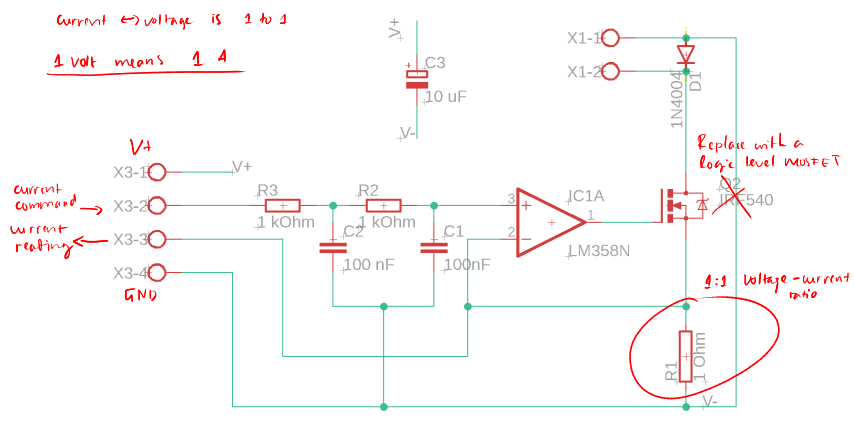 current <-> voltage is 1 to 1
1 volt means 1 A
V+
C3
+
10 uF
V-
X1-1
X1-2
D1
1N4004
Replace with a
logic level MOSFET
Q2
IRF540
V+
X3-1
V+
current
command
X3-2
R3
1 kOhm
R2
1 kOhm
3
+
IC1A
1
2
-
LM358N
current
reading
X3-3
C2
100 nF
C1
100nF
X3-4
GND
1:1 voltage-current
ratio
R1
1 Ohm
V-